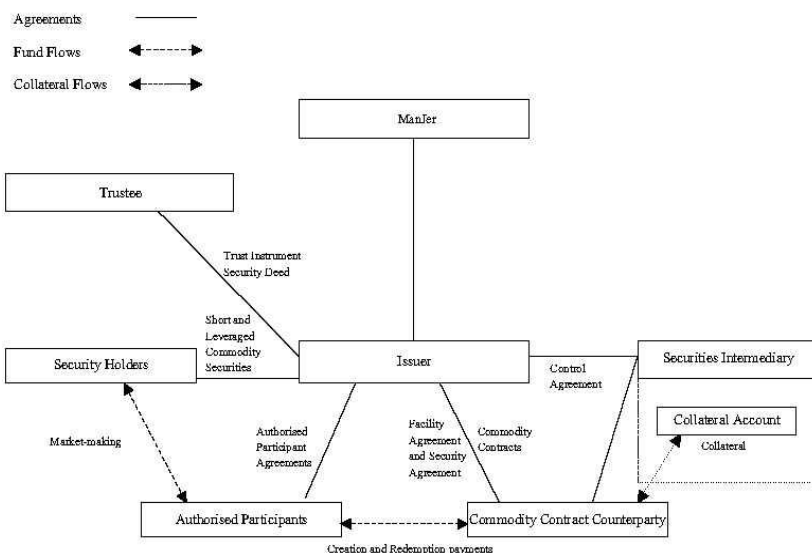 Agreements
Fund Flows
Collateral Flows
ManJer
Trustee
Trust Instrument
Security Deed
Short and
Leveraged
Commodity
Securities
Security Holders
Issuer
Securities Intermediary
Control
Agreement
Collateral Account
Collateral
Market-making
Authorised
Participant
Agreements
Facility
Agreement
and Security
Agreement
Commodity
Contracts
Authorised Participants
Commodity Contract Counterparty
Creation and Redemption payments